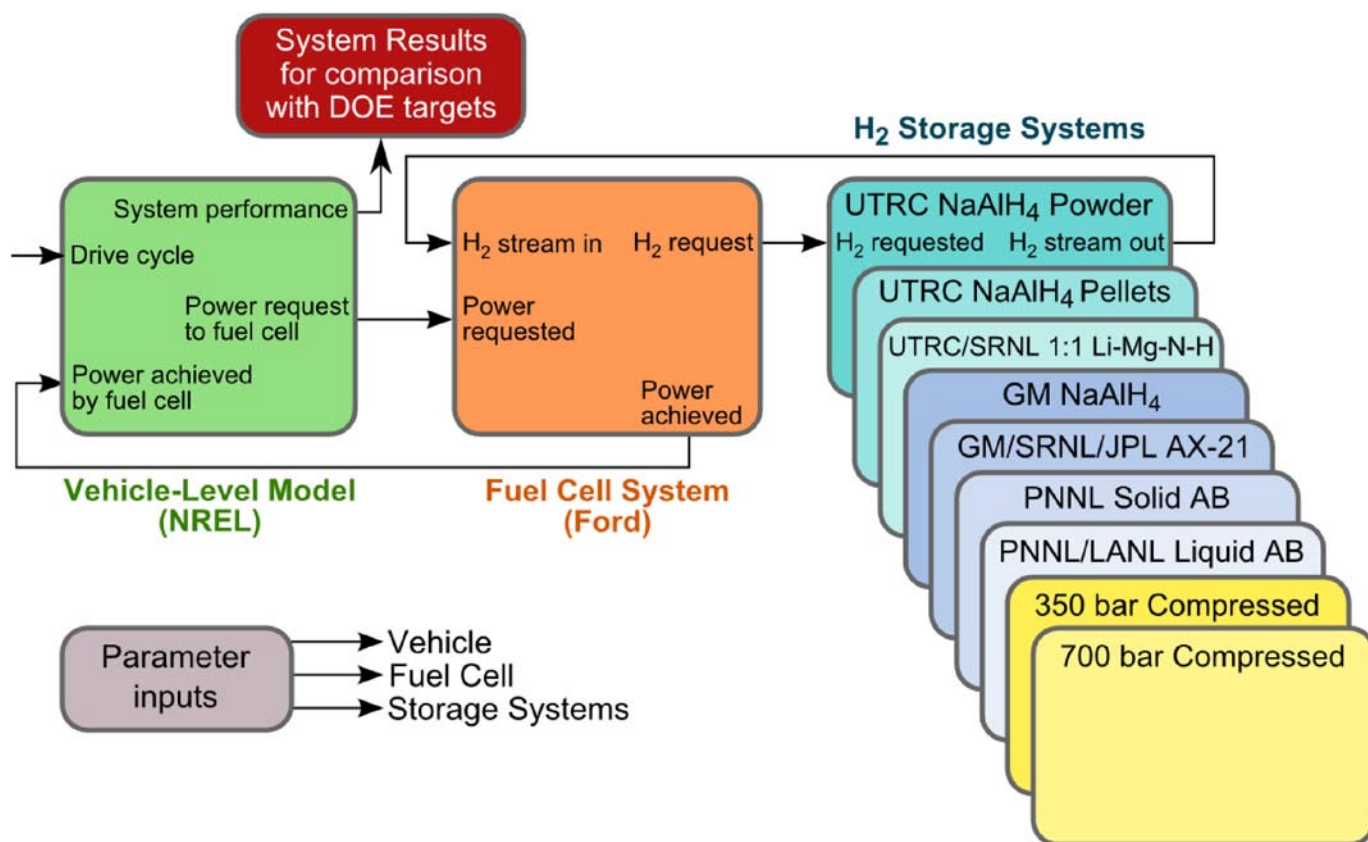 System Results
for comparison
with DOE targets
H₂ Storage Systems
System performance
Drive cycle
Power request
to fuel cell
Power achieved
by fuel cell
Vehicle-Level Model
(NREL)
H₂ stream in
H₂ request
Power
requested
Power
achieved
Fuel Cell System
(Ford)
UTRC NaAlH₄ Powder
H₂ requested
H₂ stream out
UTRC NaAlH₄ Pellets
UTRC/SRNL 1:1 Li-Mg-N-H
GM NaAlH₄
GM/SRNL/JPL AX-21
PNNL Solid AB
PNNL/LANL Liquid AB
350 bar Compressed
700 bar Compressed
Parameter
inputs
Vehicle
Fuel Cell
Storage Systems